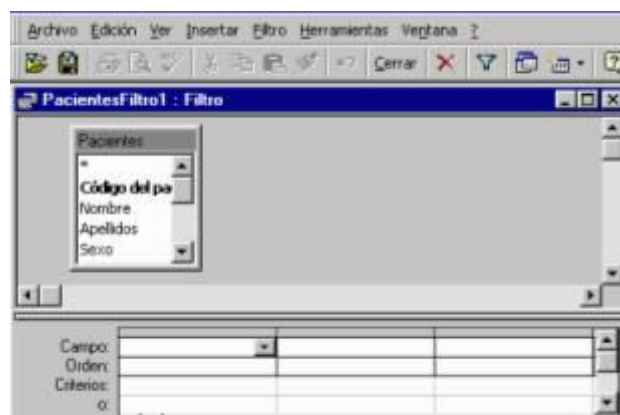 Archivo Edición Ver Insertar Filtro Herramientas Ventana ?
Cerrar
PacientesFiltro1 : Filtro
Pacientes
*
Código del pa
Nombre
Apellidos
Sexo
Campo:
Orden:
Criterios:
o: